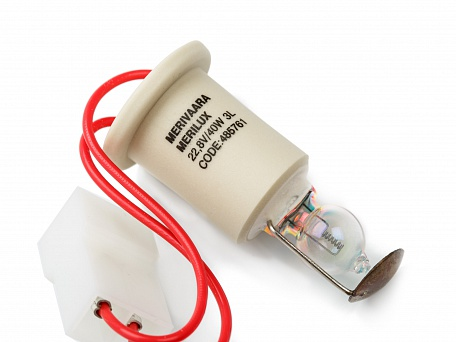 MERIVAARA
MERILUX
22,8V/40W 3L
CODE:485761